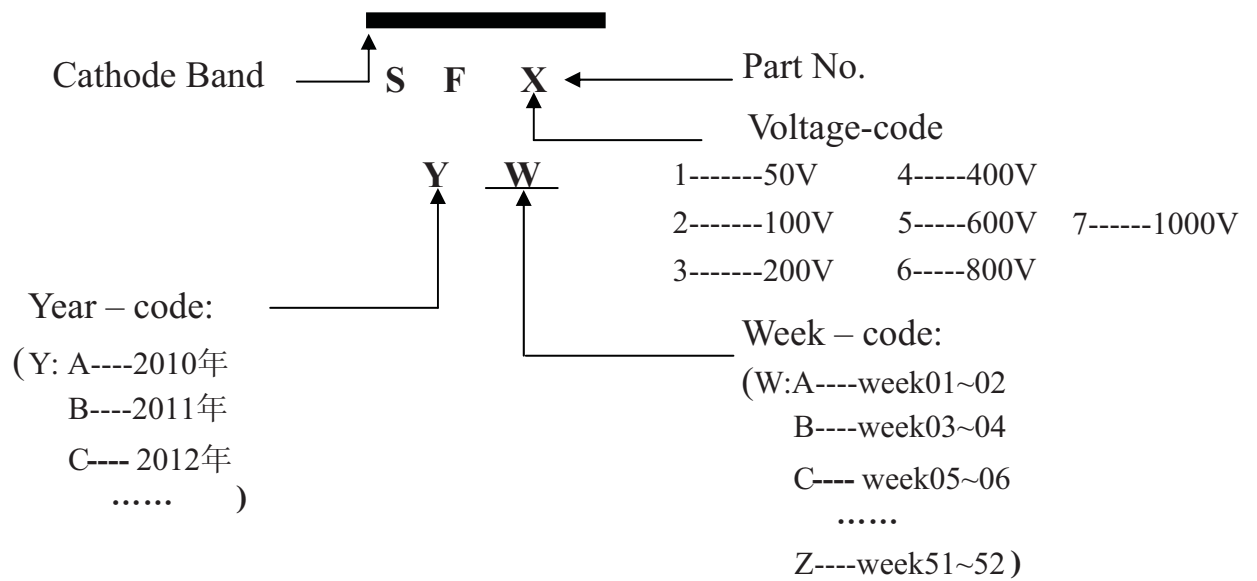 Cathode Band
S F X
Part No.
Voltage-code
Y W
1-------50V 4-----400V
2-------100V 5-----600V 7------1000V
3-------200V 6-----800V
Year – code:
(Y: A----2010年
B----2011年
C---- 2012年
…… )
Week – code:
(W:A----week01~02
B----week03~04
C---- week05~06
……
Z----week51~52 )